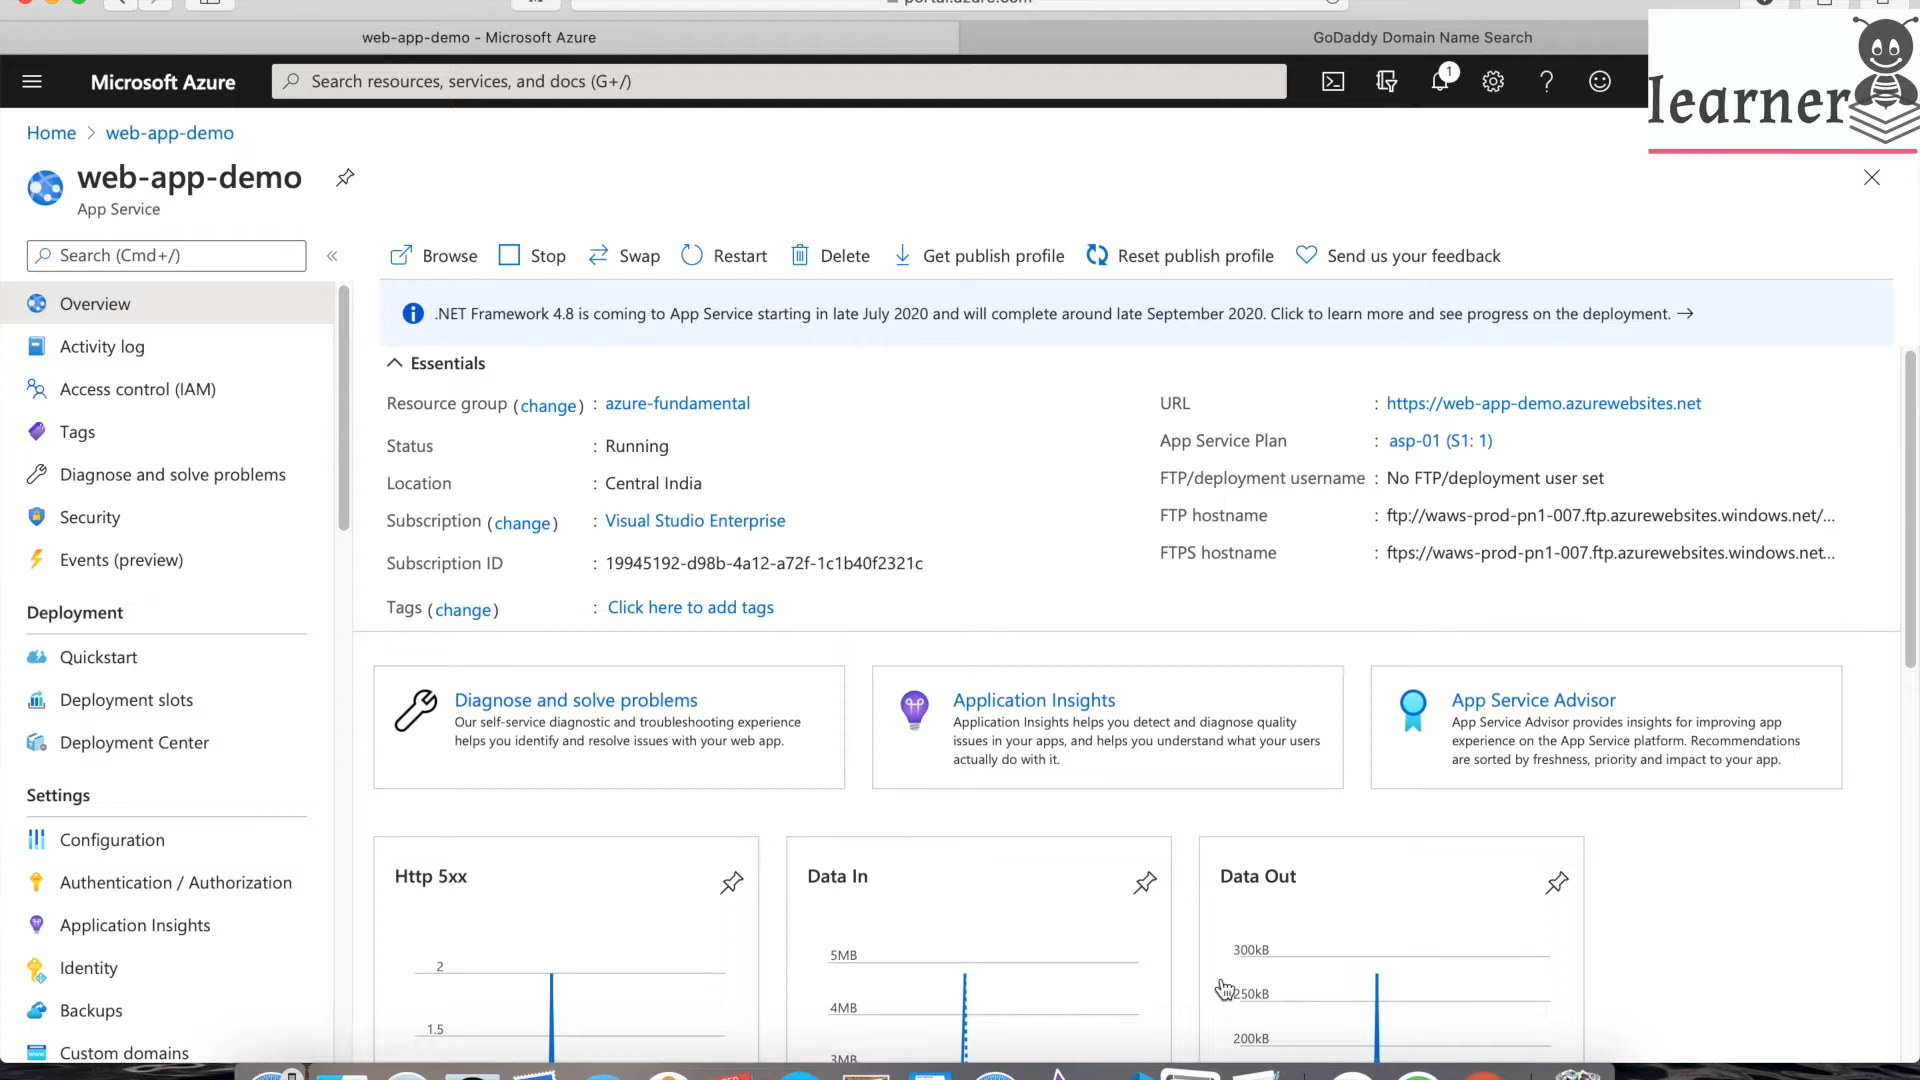 web-app-demo - Microsoft Azure
GoDaddy Domain Name Search
learner
Microsoft Azure
Search resources, services, and docs (G+/)
1
Home > web-app-demo
web-app-demo
App Service
Search (Cmd+/)
«
Browse
Stop
Swap
Restart
Delete
Get publish profile
Reset publish profile
Send us your feedback
.NET Framework 4.8 is coming to App Service starting in late July 2020 and will complete around late September 2020. Click to learn more and see progress on the deployment. →
Overview
Activity log
Access control (IAM)
Tags
Diagnose and solve problems
Security
Events (preview)
Deployment
Quickstart
Deployment slots
Deployment Center
Settings
Configuration
Authentication / Authorization
Application Insights
Identity
Backups
Custom domains
Essentials
Resource group (change) : azure-fundamental
Status : Running
Location : Central India
Subscription (change) : Visual Studio Enterprise
Subscription ID : 19945192-d98b-4a12-a72f-1c1b40f2321c
Tags (change) : Click here to add tags
URL : https://web-app-demo.azurewebsites.net
App Service Plan : asp-01 (S1: 1)
FTP/deployment username : No FTP/deployment user set
FTP hostname : ftp://waws-prod-pn1-007.ftp.azurewebsites.windows.net/...
FTPS hostname : ftps://waws-prod-pn1-007.ftp.azurewebsites.windows.net...
Diagnose and solve problems
Our self-service diagnostic and troubleshooting experience
helps you identify and resolve issues with your web app.
Application Insights
Application Insights helps you detect and diagnose quality
issues in your apps, and helps you understand what your users
actually do with it.
App Service Advisor
App Service Advisor provides insights for improving app
experience on the App Service platform. Recommendations
are sorted by freshness, priority and impact to your app.
Http 5xx
2
1.5
Data In
5MB
4MB
3MB
Data Out
300kB
250kB
200kB